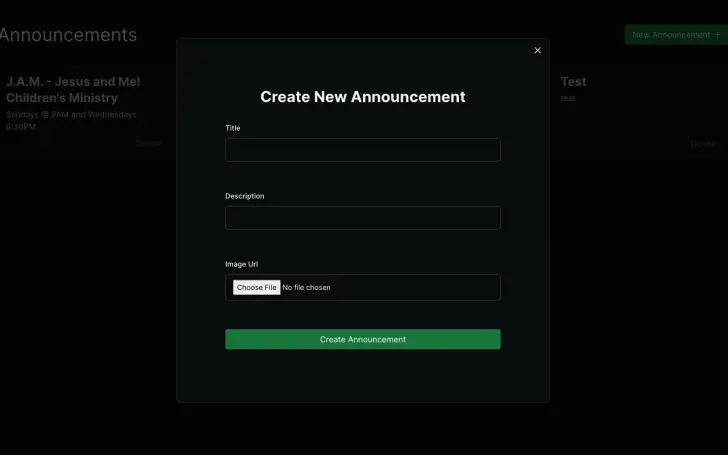 Announcements
New Announcement +
J.A.M. - Jesus and Me!
Children's Ministry
Sundays @ 9AM and Wednesdays
6:30PM
Delete
Test
test
Delete
Create New Announcement
Title
Description
Image Url
Choose File No file chosen
Create Announcement